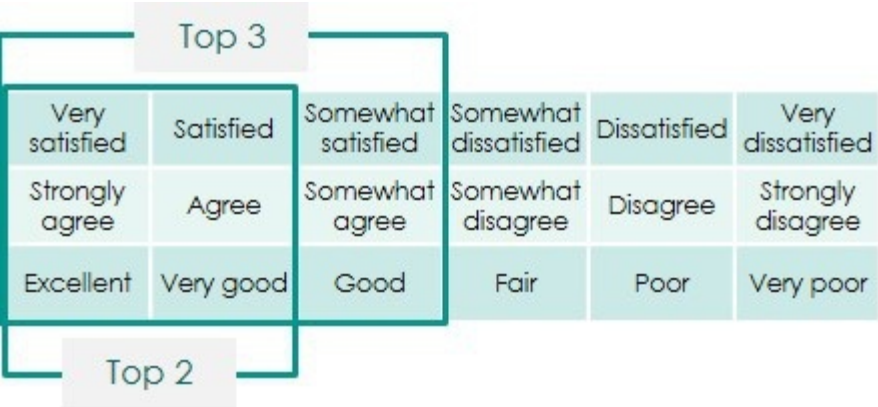 Top 3
Very satisfied
Satisfied
Somewhat satisfied
Somewhat dissatisfied
Dissatisfied
Very dissatisfied
Strongly agree
Agree
Somewhat agree
Somewhat disagree
Disagree
Strongly disagree
Excellent
Very good
Good
Fair
Poor
Very poor
Top 2